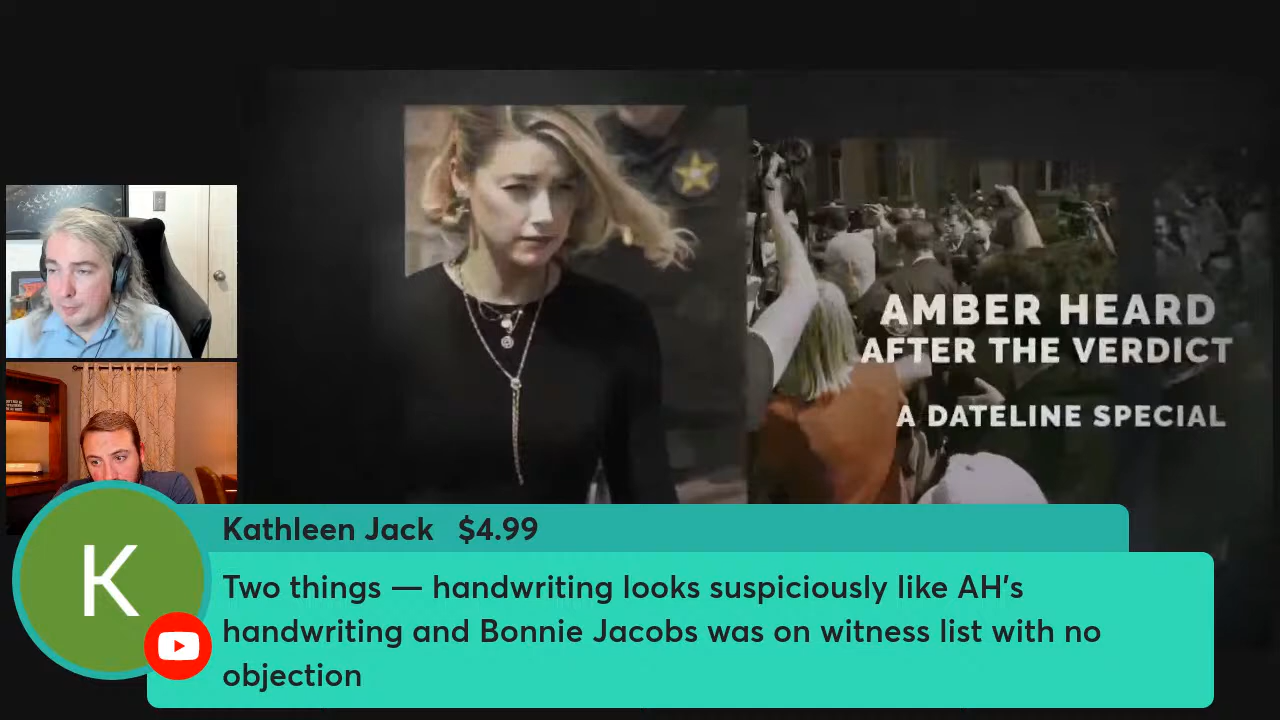 AMBER HEARD
AFTER THE VERDICT
A DATELINE SPECIAL
K
Kathleen Jack $4.99
Two things — handwriting looks suspiciously like AH's
handwriting and Bonnie Jacobs was on witness list with no
objection